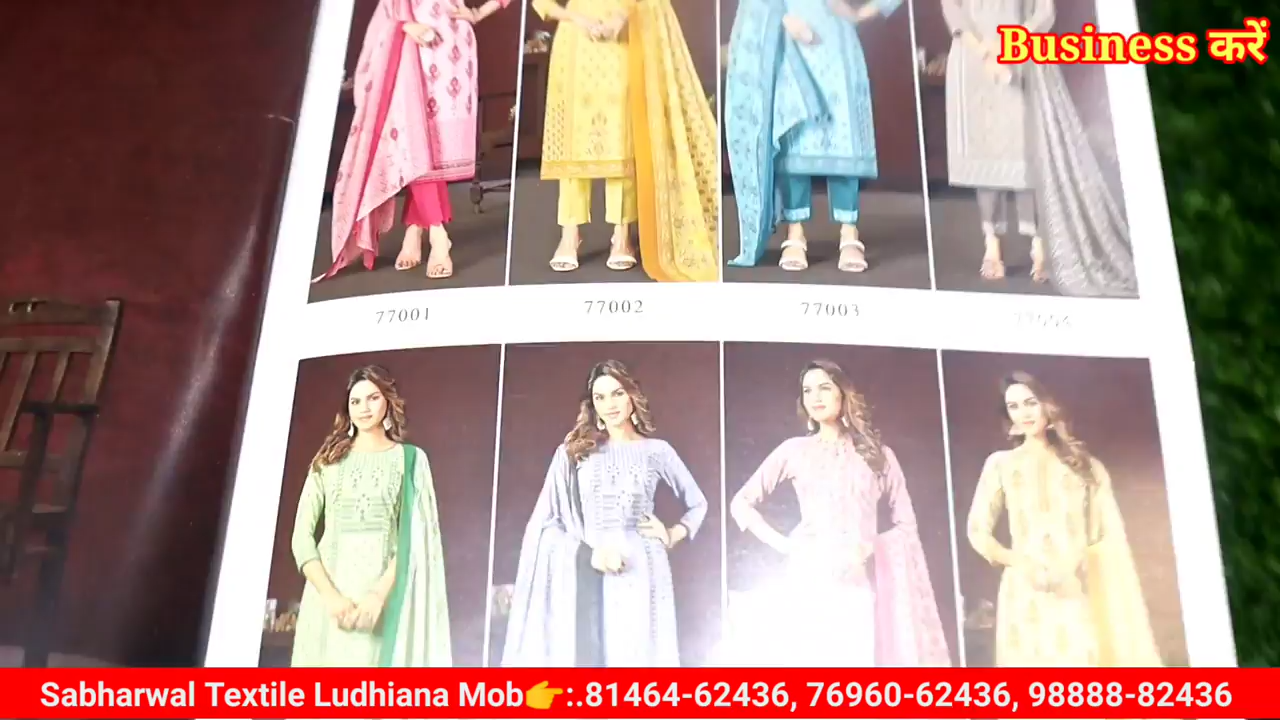 Business करें
77001
77002
77003
Sabharwal Textile Ludhiana Mob👉:.81464-62436, 76960-62436, 98888-82436